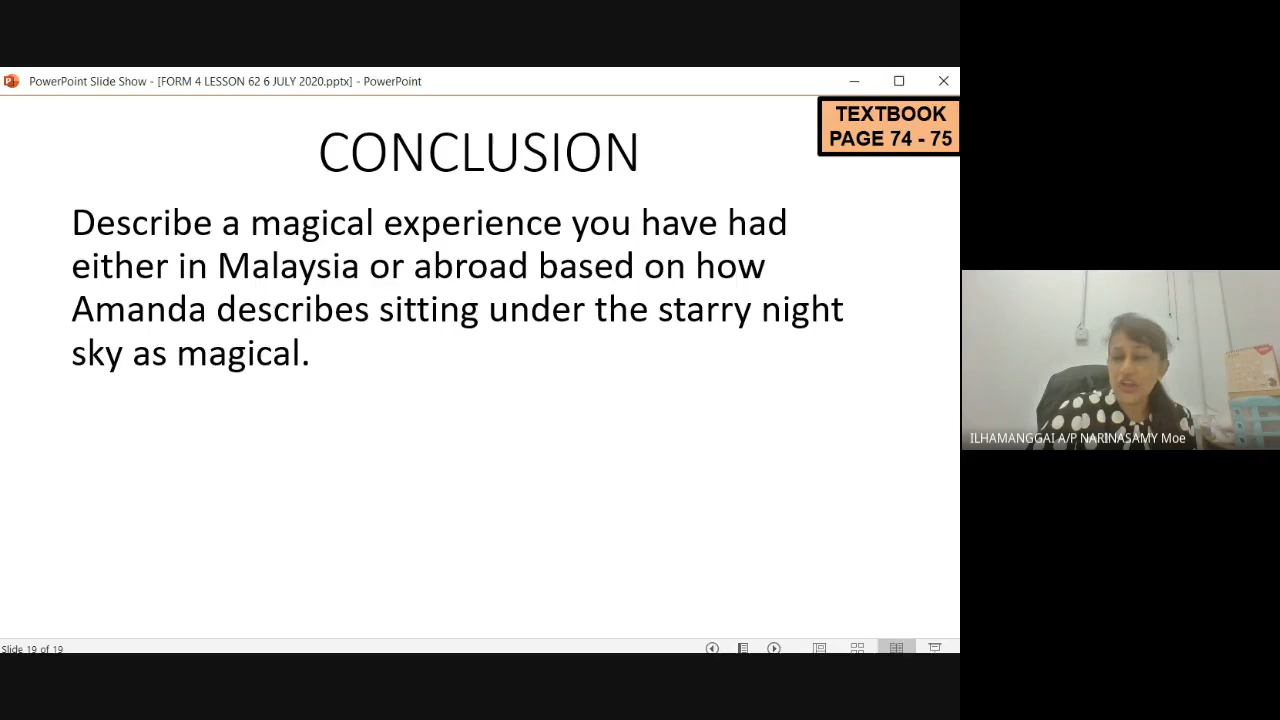 PowerPoint Slide Show - [FORM 4 LESSON 62 6 JULY 2020.pptx] - PowerPoint
TEXTBOOK
PAGE 74 - 75
CONCLUSION
Describe a magical experience you have had
either in Malaysia or abroad based on how
Amanda describes sitting under the starry night
sky as magical.
ILHAMANGGAI A/P NARINASAMY Moe
Slide 19 of 19